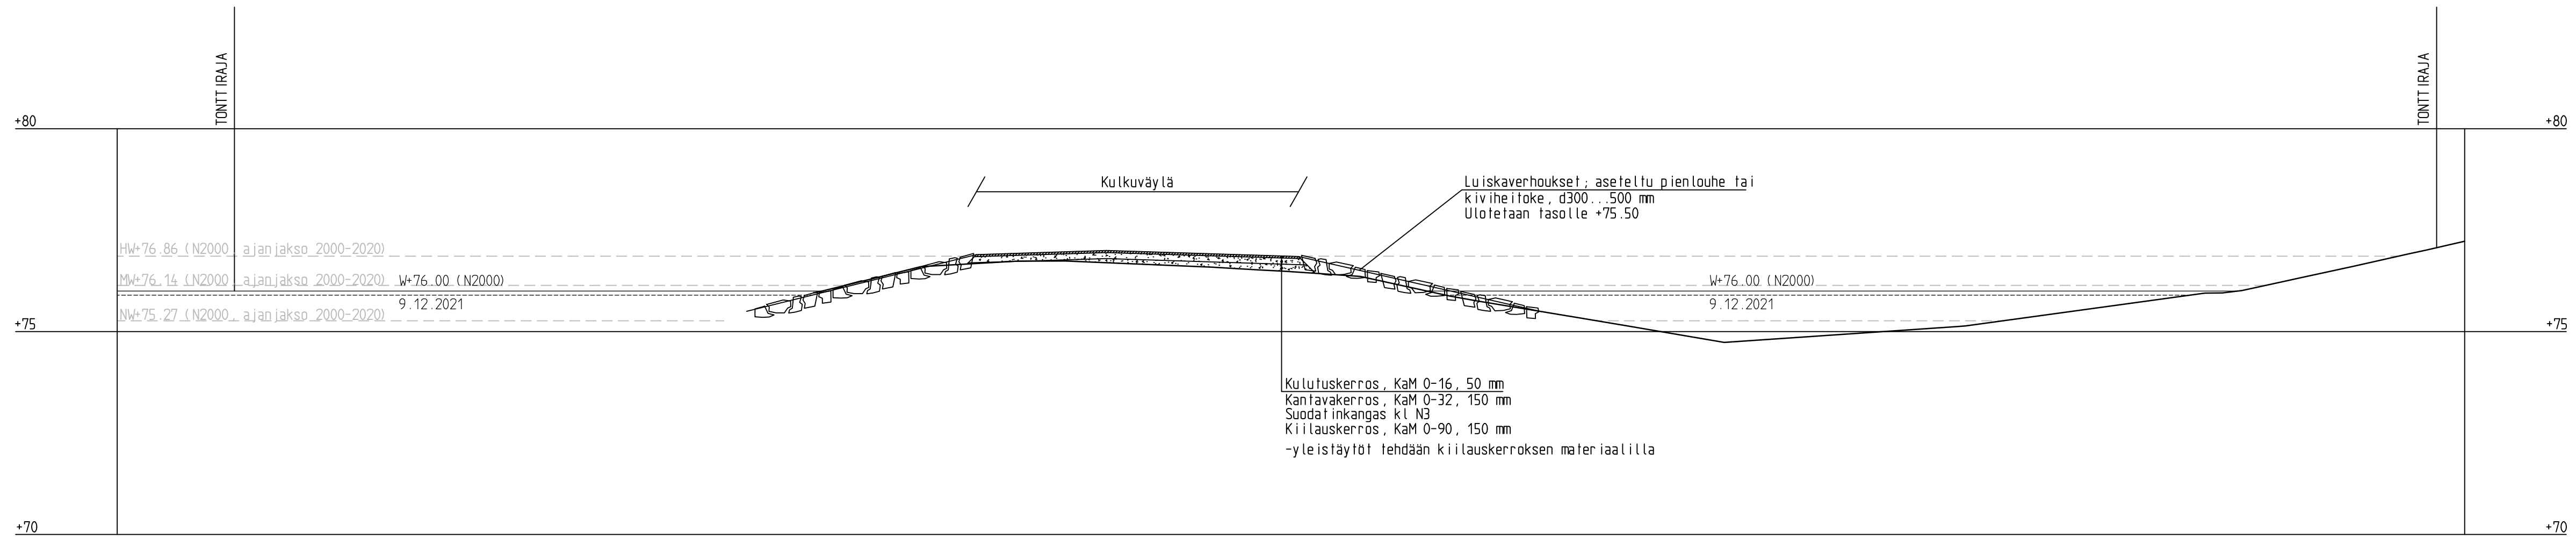 TONTTIRAJA
TONTTIRAJA
+80
+80
Kulkuväylä
Luiskaverhoukset; aseteltu pienlouhe tai
kiviheitoke, d300...500 mm
Ulotetaan tasolle +75.50
HW+76.86 (N2000, ajanjakso 2000-2020)
MW+76.14 (N2000, ajanjakso 2000-2020)
W+76.00 (N2000)
9.12.2021
W+76.00 (N2000)
9.12.2021
NW+75.27 (N2000, ajanjakso 2000-2020)
+75
+75
Kulutuskerros, KaM 0-16, 50 mm
Kantavakerros, KaM 0-32, 150 mm
Suodatinkangas kl N3
Kiilauskerros, KaM 0-90, 150 mm
-yleistäytöt tehdään kiilauskerroksen materiaalilla
+70
+70